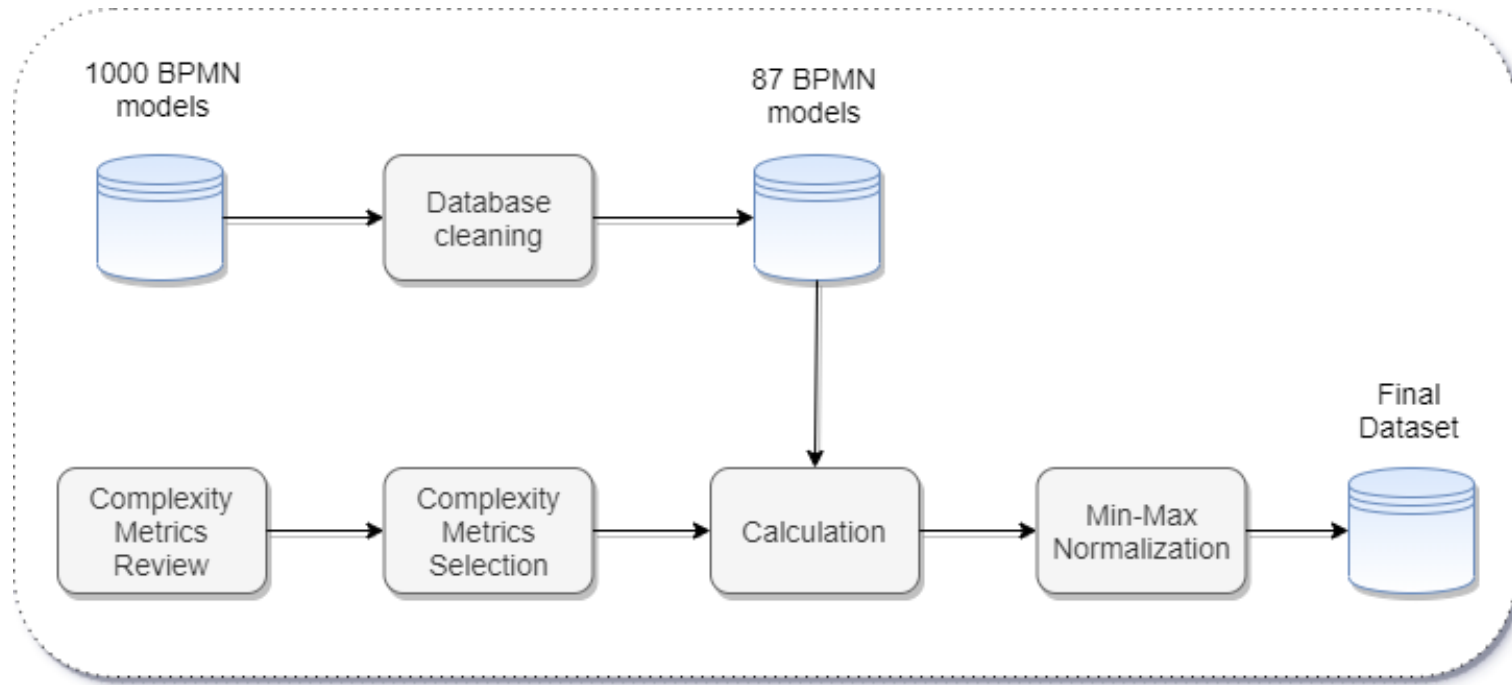 1000 BPMN
models
87 BPMN
models
Database
cleaning
Final
Dataset
Complexity
Metrics
Review
Complexity
Metrics
Selection
Calculation
Min-Max
Normalization